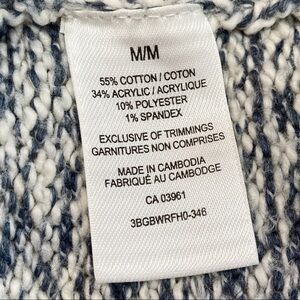 M/M
55% COTTON / COTON
34% ACRYLIC / ACRYLIQUE
10% POLYESTER
1% SPANDEX
EXCLUSIVE OF TRIMMINGS
GARNITURES NON COMPRISES
MADE IN CAMBODIA
FABRIQUÉ AU CAMBODGE
CA 03961
3BGBWRFH0-346